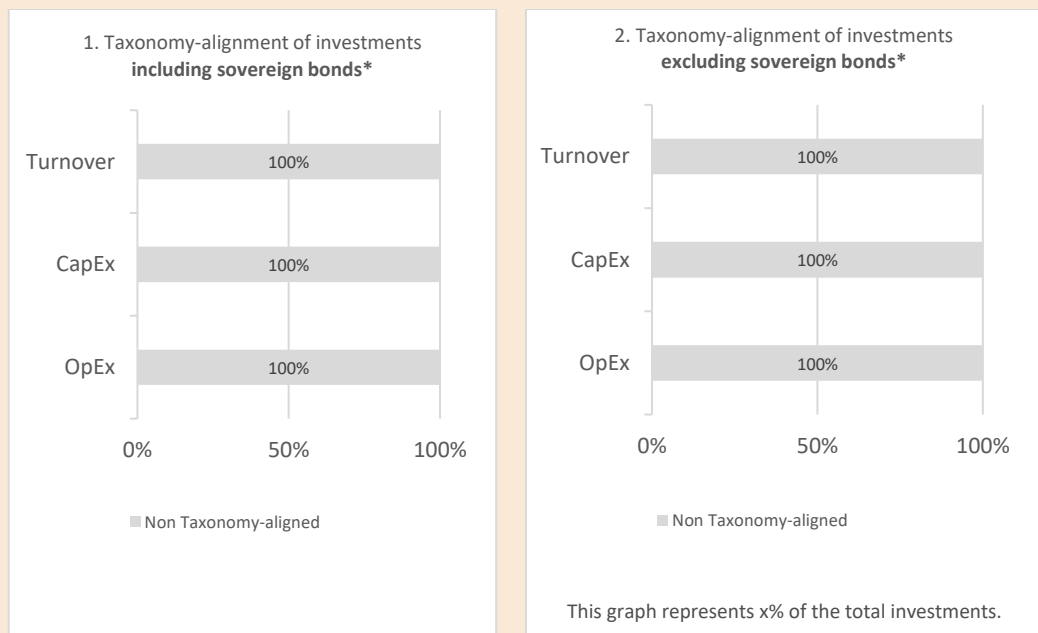 1. Taxonomy-alignment of investments
including sovereign bonds*
Turnover
100%
CapEx
100%
OpEx
100%
0%
50%
100%
Non Taxonomy-aligned
2. Taxonomy-alignment of investments
excluding sovereign bonds*
Turnover
100%
CapEx
100%
OpEx
100%
0%
50%
100%
Non Taxonomy-aligned
This graph represents x% of the total investments.